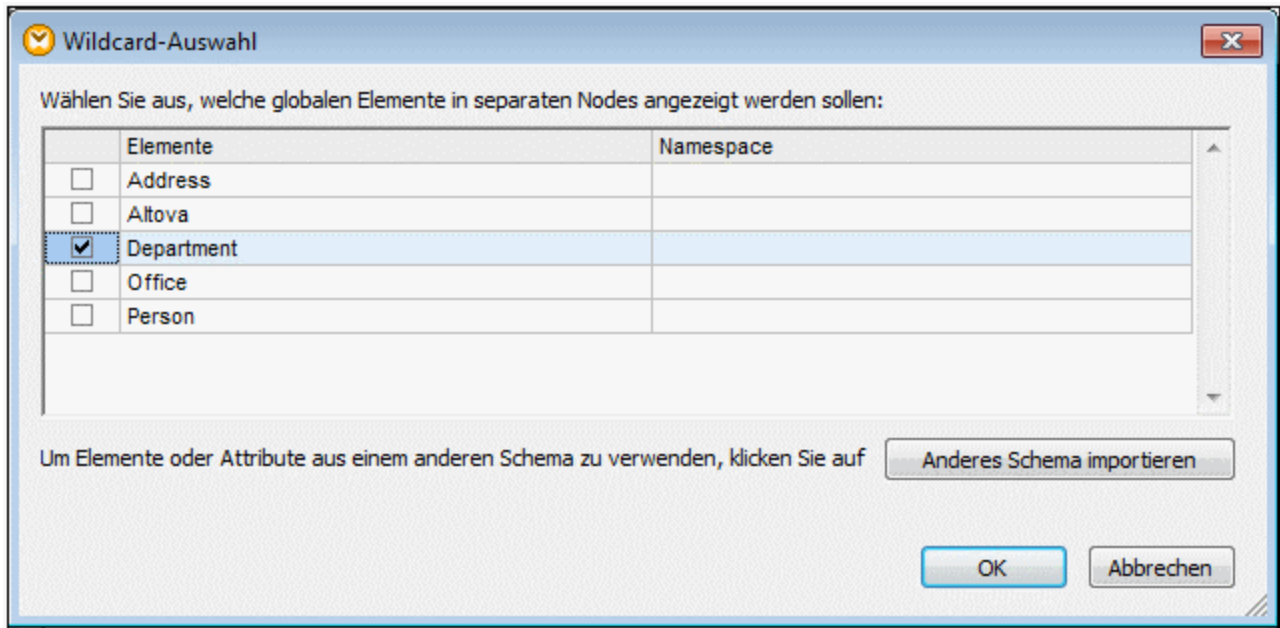 Wildcard-Auswahl
Wählen Sie aus, welche globalen Elemente in separaten Nodes angezeigt werden sollen:
Elemente Namespace
Address
Altova
Department
Office
Person
Um Elemente oder Attribute aus einem anderen Schema zu verwenden, klicken Sie auf Anderes Schema importieren
OK Abbrechen